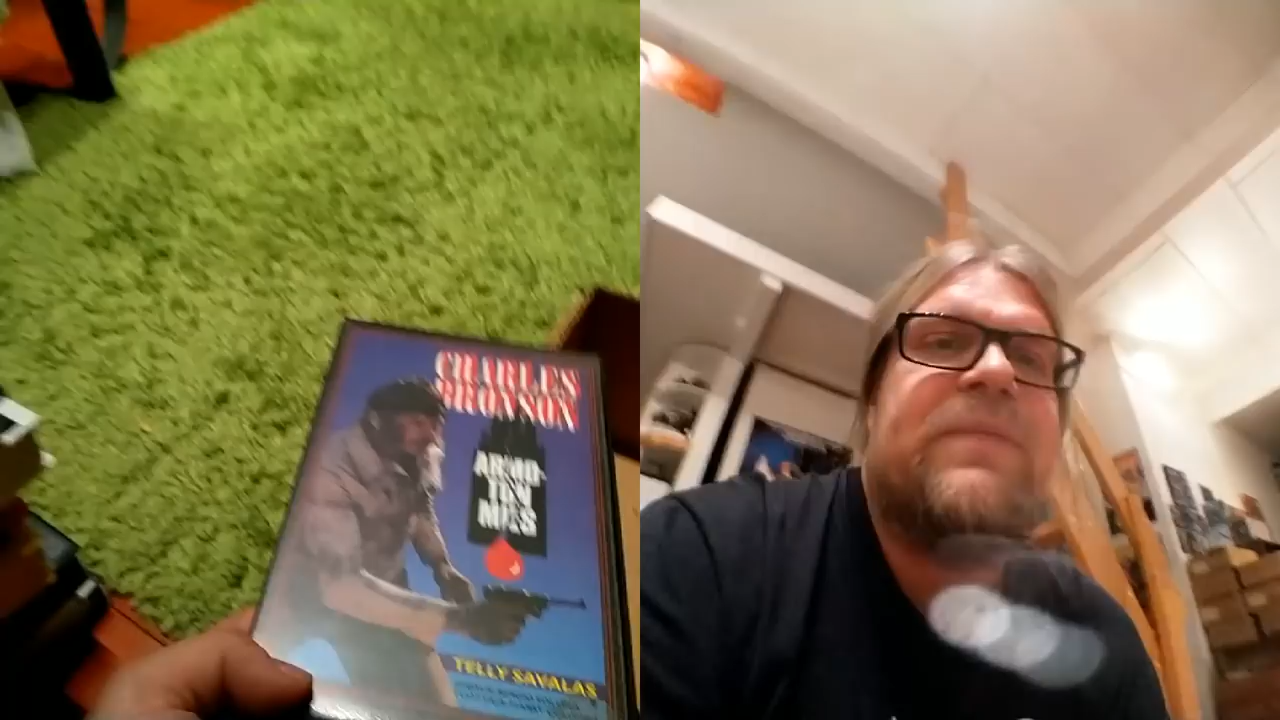 CHARLES
BRONSON
ARMO-
TON
MIES
TELLY SAVALAS